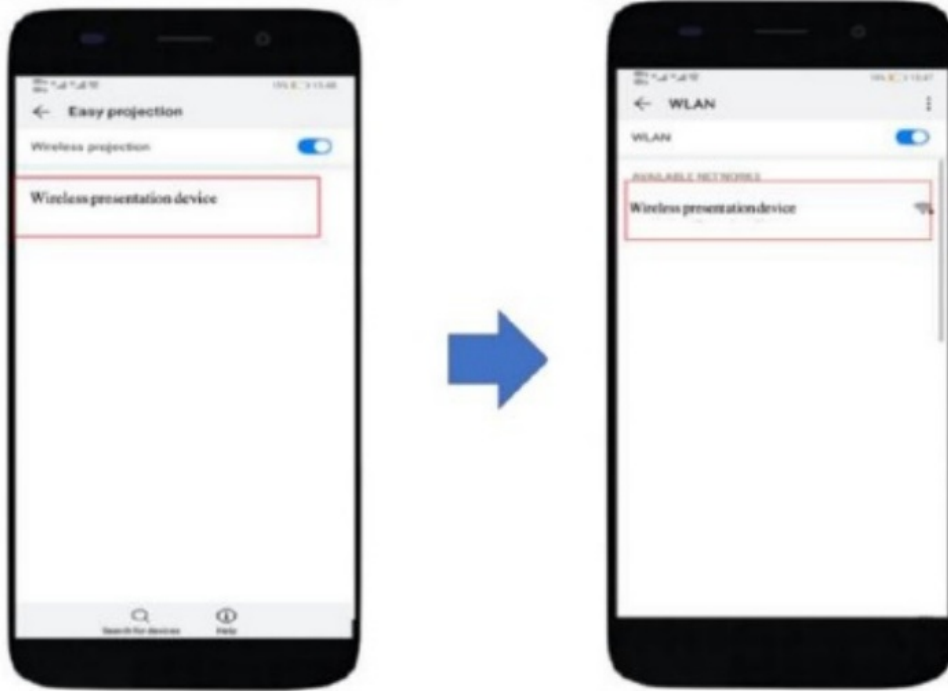 Easy projection
Wireless projection
Wireless presentation device
Search for devices
Help
WLAN
WLAN
AVAILABLE NETWORKS
Wireless presentation device